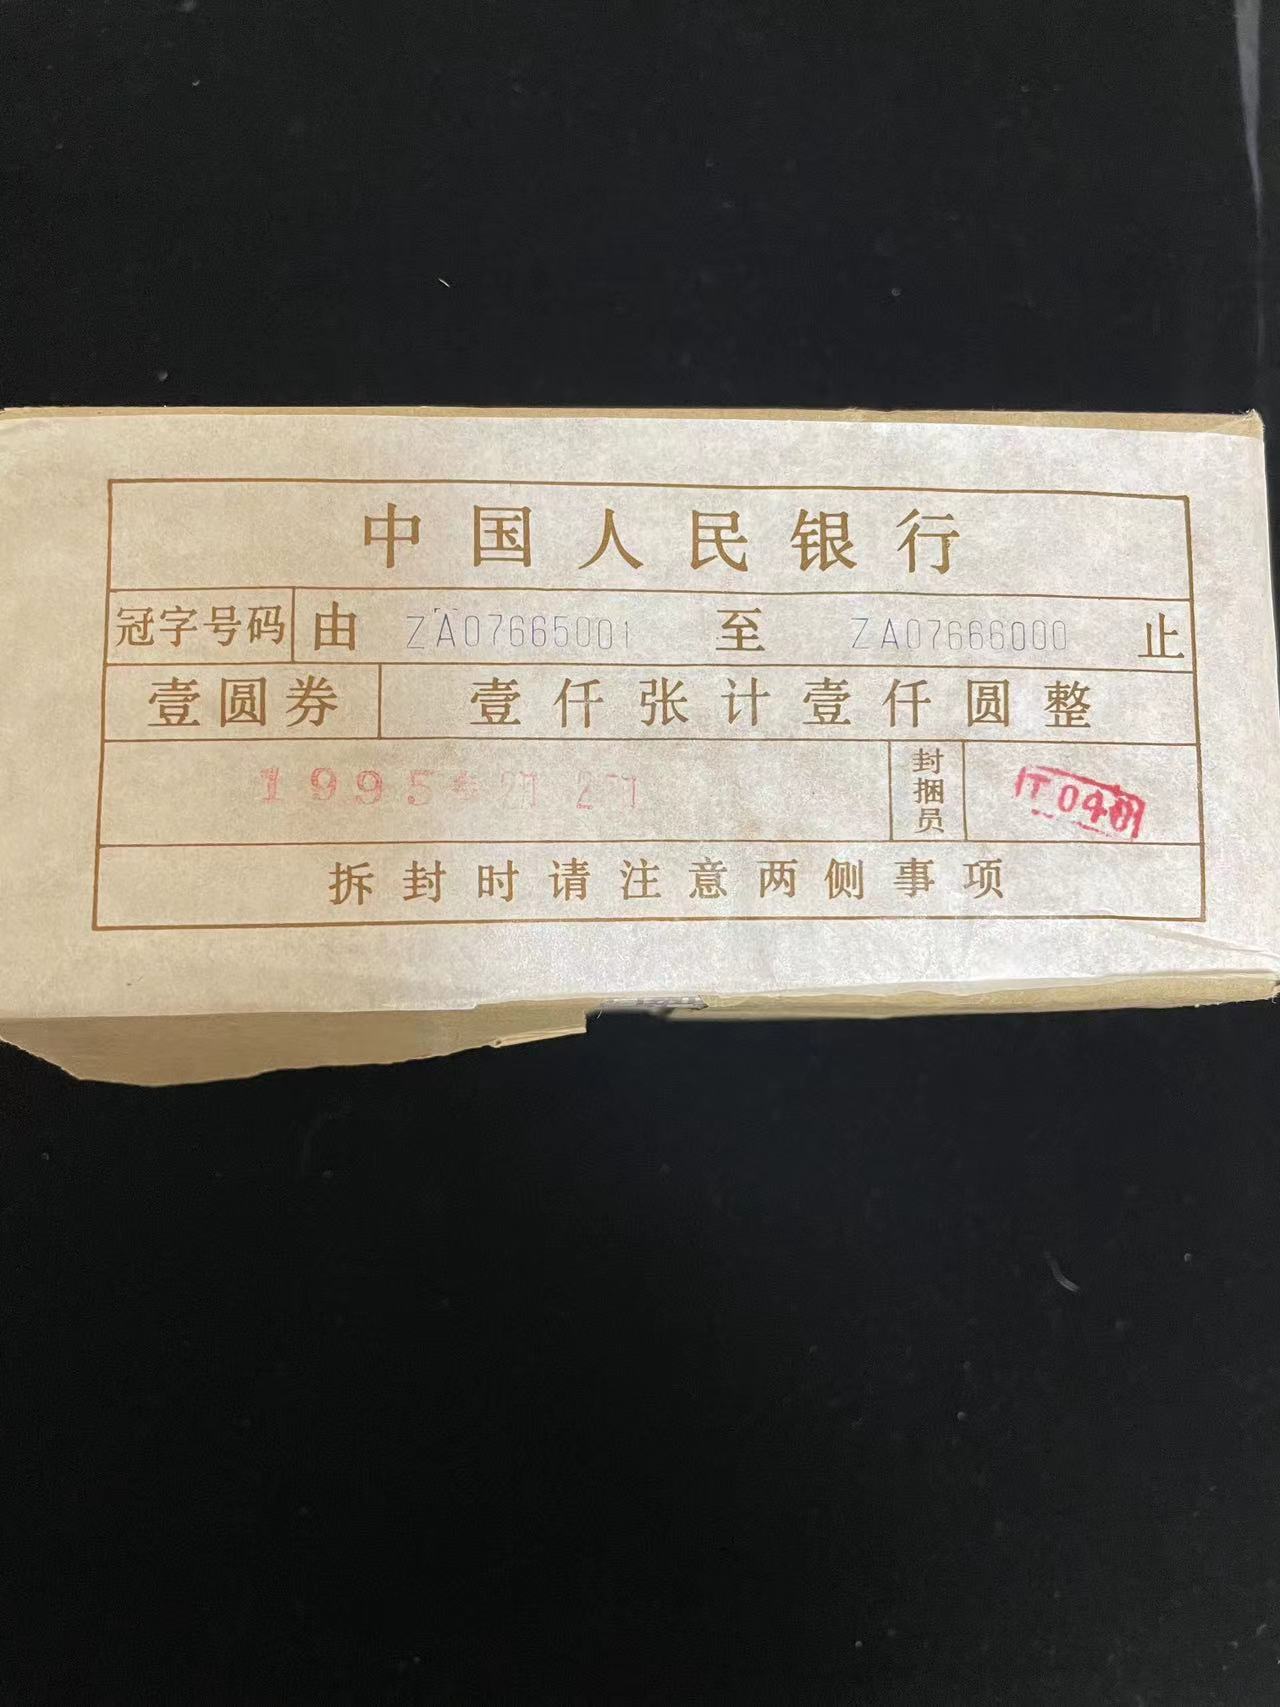 中国人民银行
冠字号码 由 ZA07665001 至 ZA07666000 止
壹圆券 壹仟张计壹仟圆整
1995 封捆员
拆封时请注意两侧事项